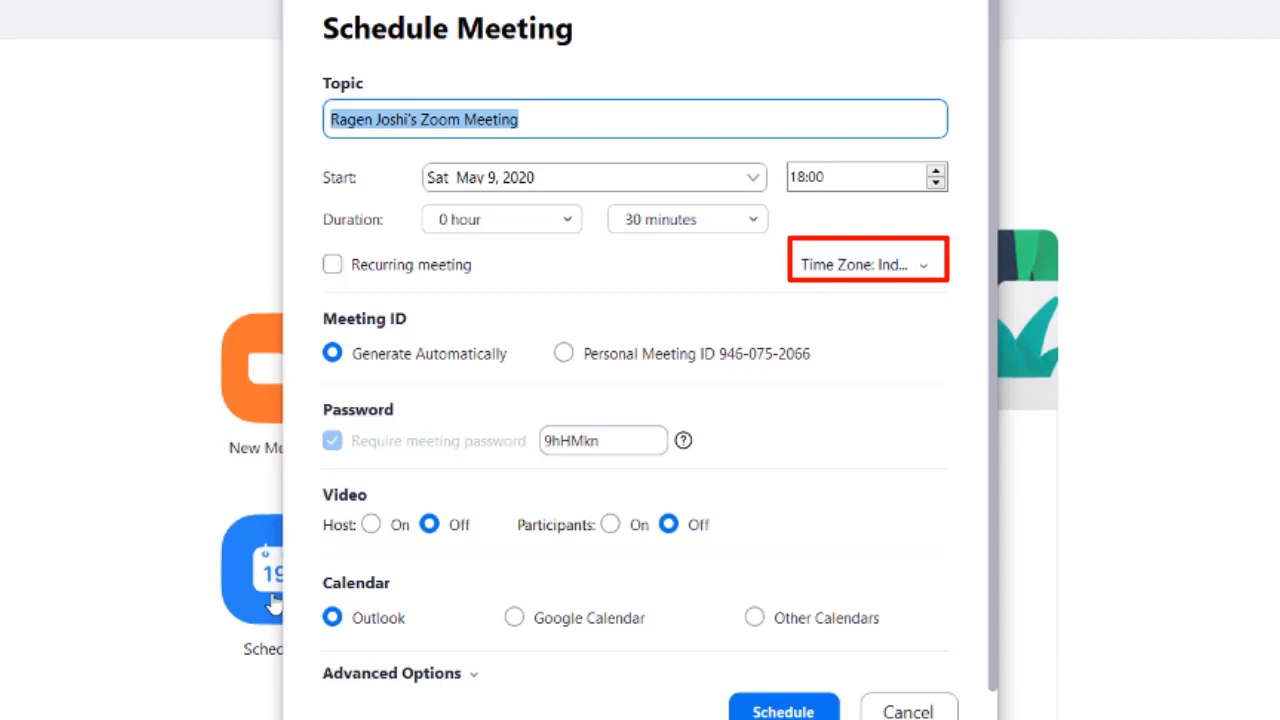 Schedule Meeting
Topic
Ragen Joshi's Zoom Meeting
Start: Sat May 9, 2020 18:00
Duration: 0 hour 30 minutes
Recurring meeting Time Zone: Ind...
Meeting ID
Generate Automatically Personal Meeting ID 946-075-2066
Password
Require meeting password 9hHMkn ?
New Me
Video
Host: On Off Participants: On Off
19
Calendar
Outlook Google Calendar Other Calendars
Sched
Advanced Options
Schedule Cancel